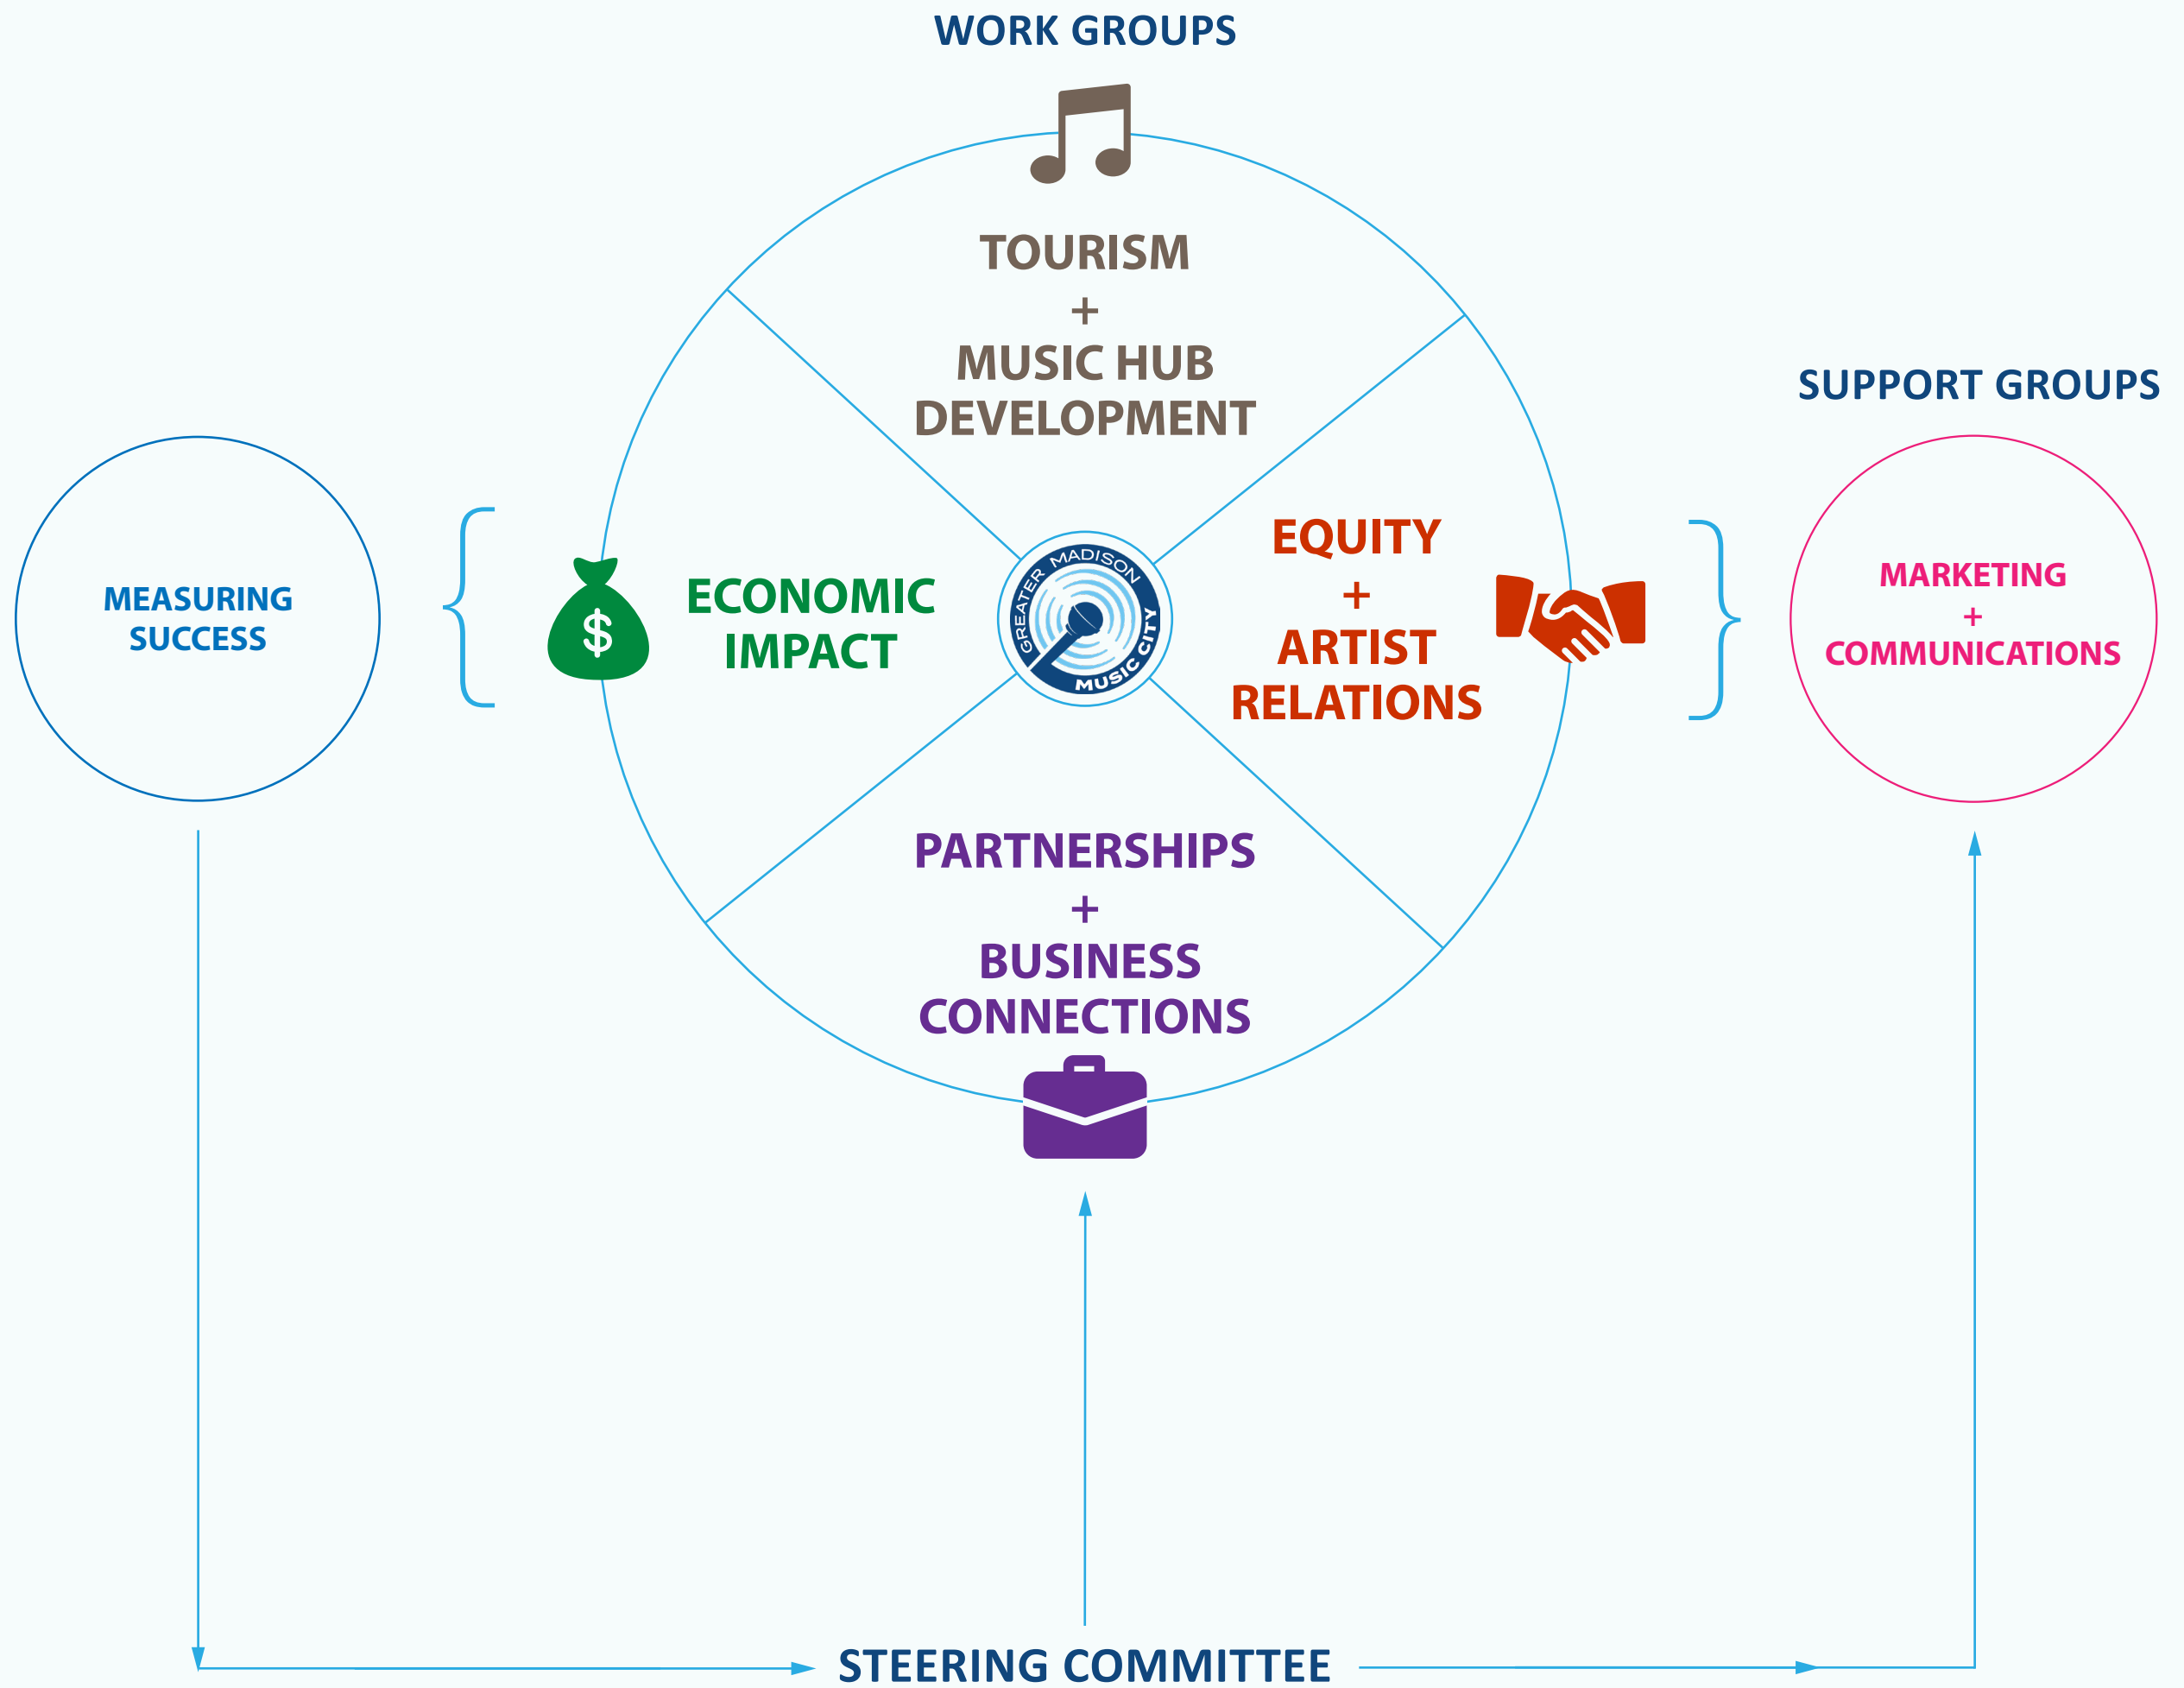 WORK GROUPS
TOURISM
+
MUSIC HUB
DEVELOPMENT
SUPPORT GROUPS
MEASURING
SUCCESS
$
ECONOMIC
IMPACT
GREATER MADISON
MUSIC CITY
EQUITY
+
ARTIST
RELATIONS
MARKETING
+
COMMUNICATIONS
PARTNERSHIPS
+
BUSINESS
CONNECTIONS
STEERING COMMITTEE